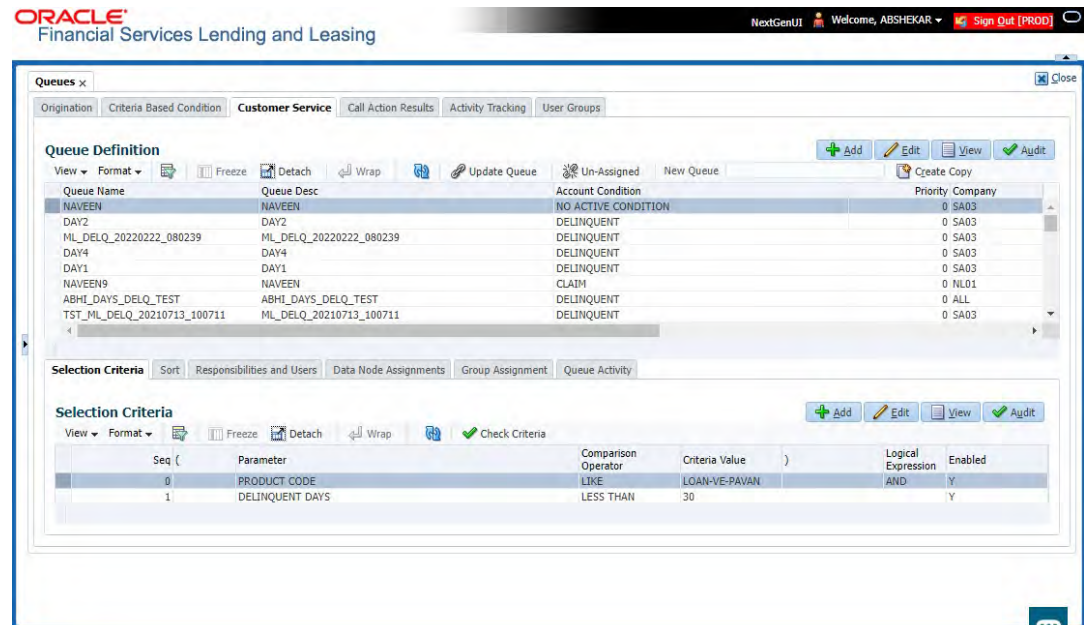 ORACLE
Financial Services Lending and Leasing
NextGenUI Welcome, ABSHEKAR Sign Out [PROD]
Queues x Close
Origination Criteria Based Condition Customer Service Call Action Results Activity Tracking User Groups
Queue Definition Add Edit View Audit
View Format Freeze Detach Wrap Update Queue Un-Assigned New Queue Create Copy
Queue Name Queue Desc Account Condition Priority Company
NAVEEN NAVEEN NO ACTIVE CONDITION 0 SA03
DAY2 DAY2 DELINQUENT 0 SA03
ML_DELQ_20220222_080239 ML_DELQ_20220222_080239 DELINQUENT 0 SA03
DAY4 DAY4 DELINQUENT 0 SA03
DAY1 DAY1 DELINQUENT 0 SA03
NAVEEN9 NAVEEN CLAIM 0 NL01
ABHI_DAYS_DELQ_TEST ABHI_DAYS_DELQ_TEST DELINQUENT 0 ALL
TST_ML_DELQ_20210713_100711 ML_DELQ_20210713_100711 DELINQUENT 0 SA03
Selection Criteria Sort Responsibilities and Users Data Node Assignments Group Assignment Queue Activity
Selection Criteria Add Edit View Audit
View Format Freeze Detach Wrap Check Criteria
Seq ( Parameter Comparison Operator Criteria Value ) Logical Expression Enabled
0 PRODUCT CODE LIKE LOAN-VE-PAVAN AND Y
1 DELINQUENT DAYS LESS THAN 30 Y